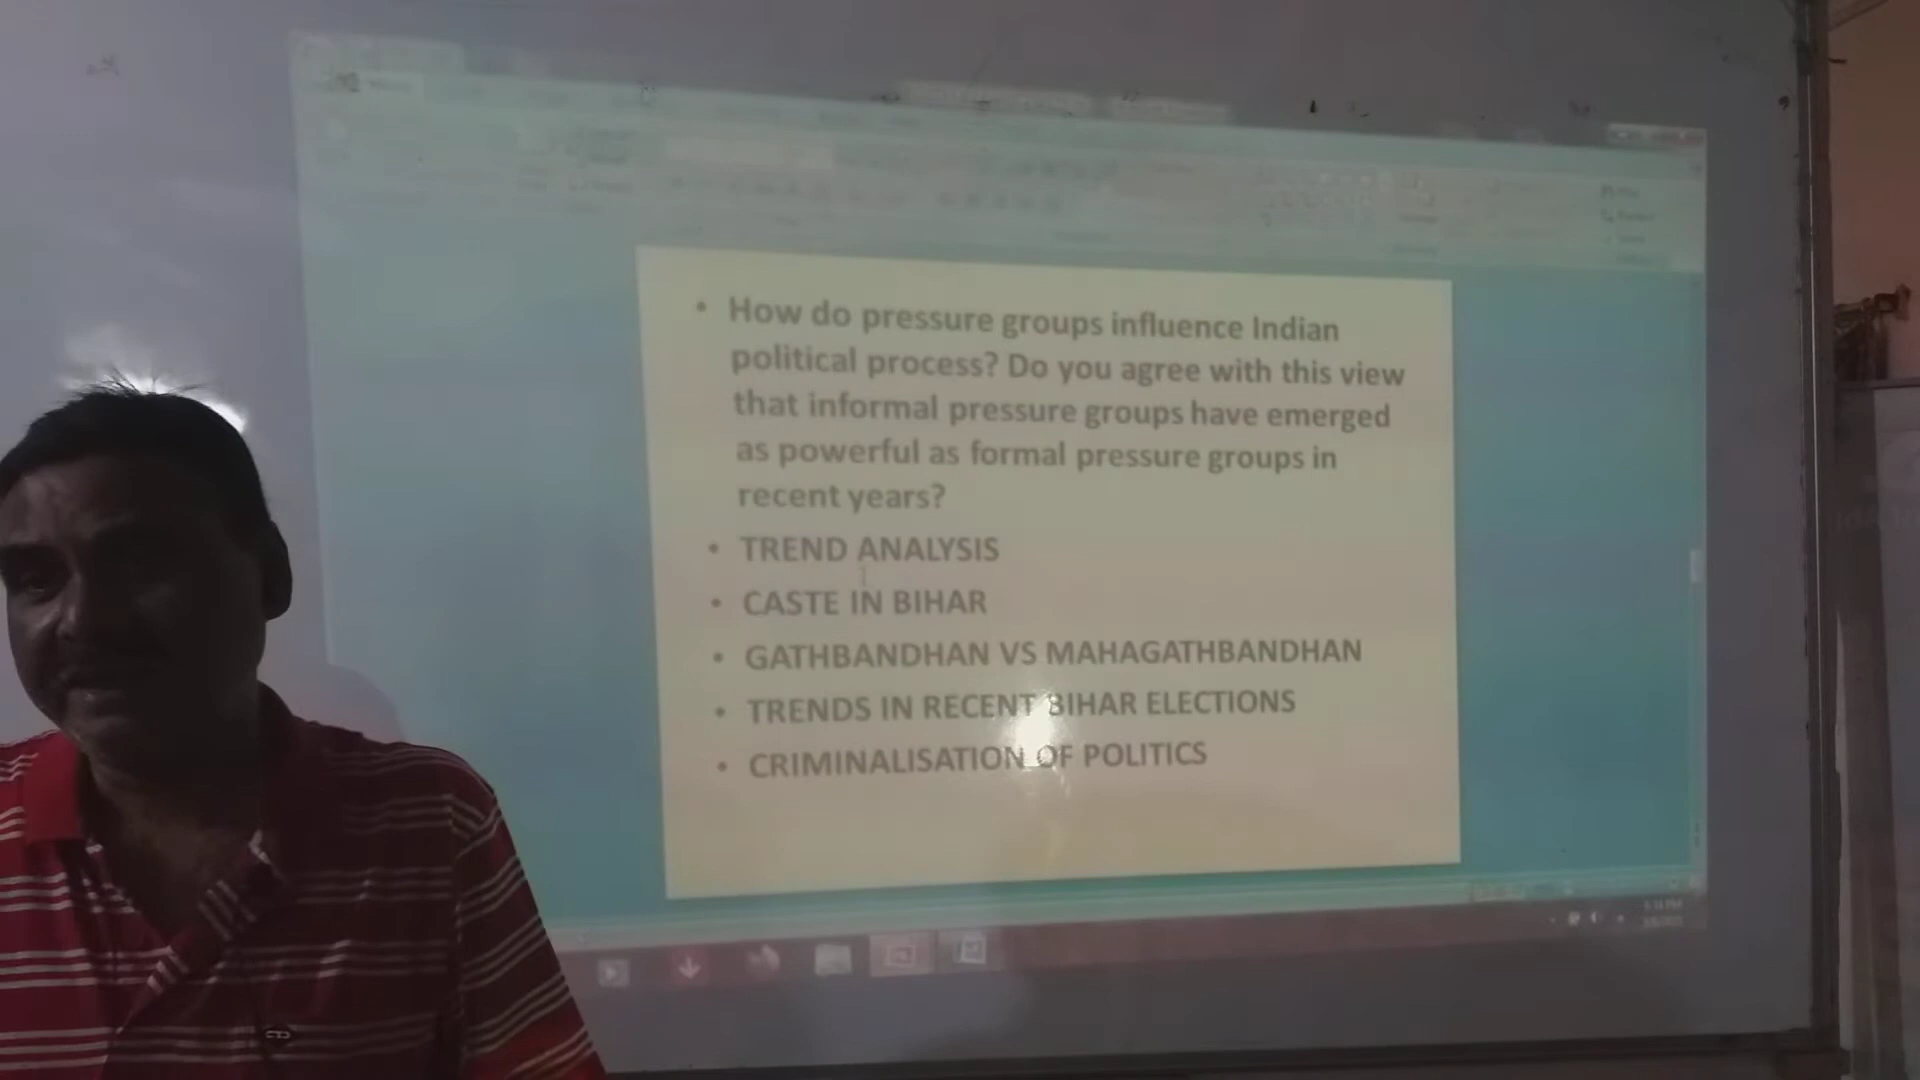 • How do pressure groups influence Indian
political process? Do you agree with this view
that informal pressure groups have emerged
as powerful as formal pressure groups in
recent years?
• TREND ANALYSIS
• CASTE IN BIHAR
• GATHBANDHAN VS MAHAGATHBANDHAN
• TRENDS IN RECENT BIHAR ELECTIONS
• CRIMINALISATION OF POLITICS